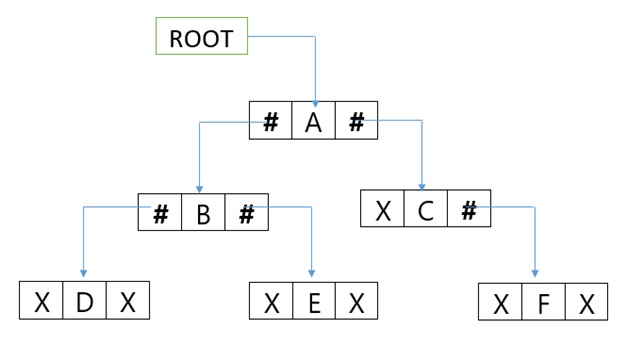 ROOT
# A #
# B #
X C #
X D X
X E X
X F X